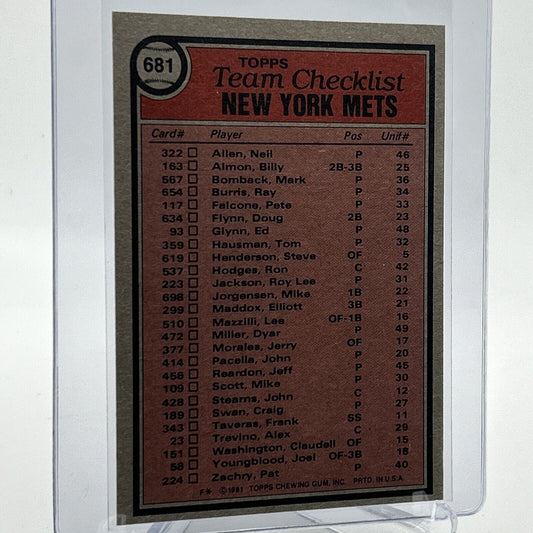 681
TOPPS
Team Checklist
NEW YORK METS
Card# Player Pos Unif#
322 Allen, Neil P 46
163 Almon, Billy 2B-3B 25
567 Bomback, Mark P 36
654 Burris, Ray P 34
117 Falcone, Pete P 33
634 Flynn, Doug 2B 23
93 Glynn, Ed P 48
359 Hausman, Tom P 32
619 Henderson, Steve OF 5
537 Hodges, Ron C 42
223 Jackson, Roy Lee P 31
698 Jorgensen, Mike 1B 22
299 Maddox, Elliott 3B 21
510 Mazzilli, Lee OF-1B 16
472 Miller, Dyar P 49
377 Morales, Jerry OF 17
414 Pacella, John P 20
456 Reardon, Jeff P 45
109 Scott, Mike P 30
428 Stearns, John C 12
189 Swan, Craig P 27
343 Taveras, Frank SS 11
23 Trevino, Alex C 29
151 Washington, Claudell OF 15
58 Youngblood, Joel OF-3B 18
224 Zachry, Pat P 40
F* ©1981 TOPPS CHEWING GUM, INC. PRTD. IN U.S.A.